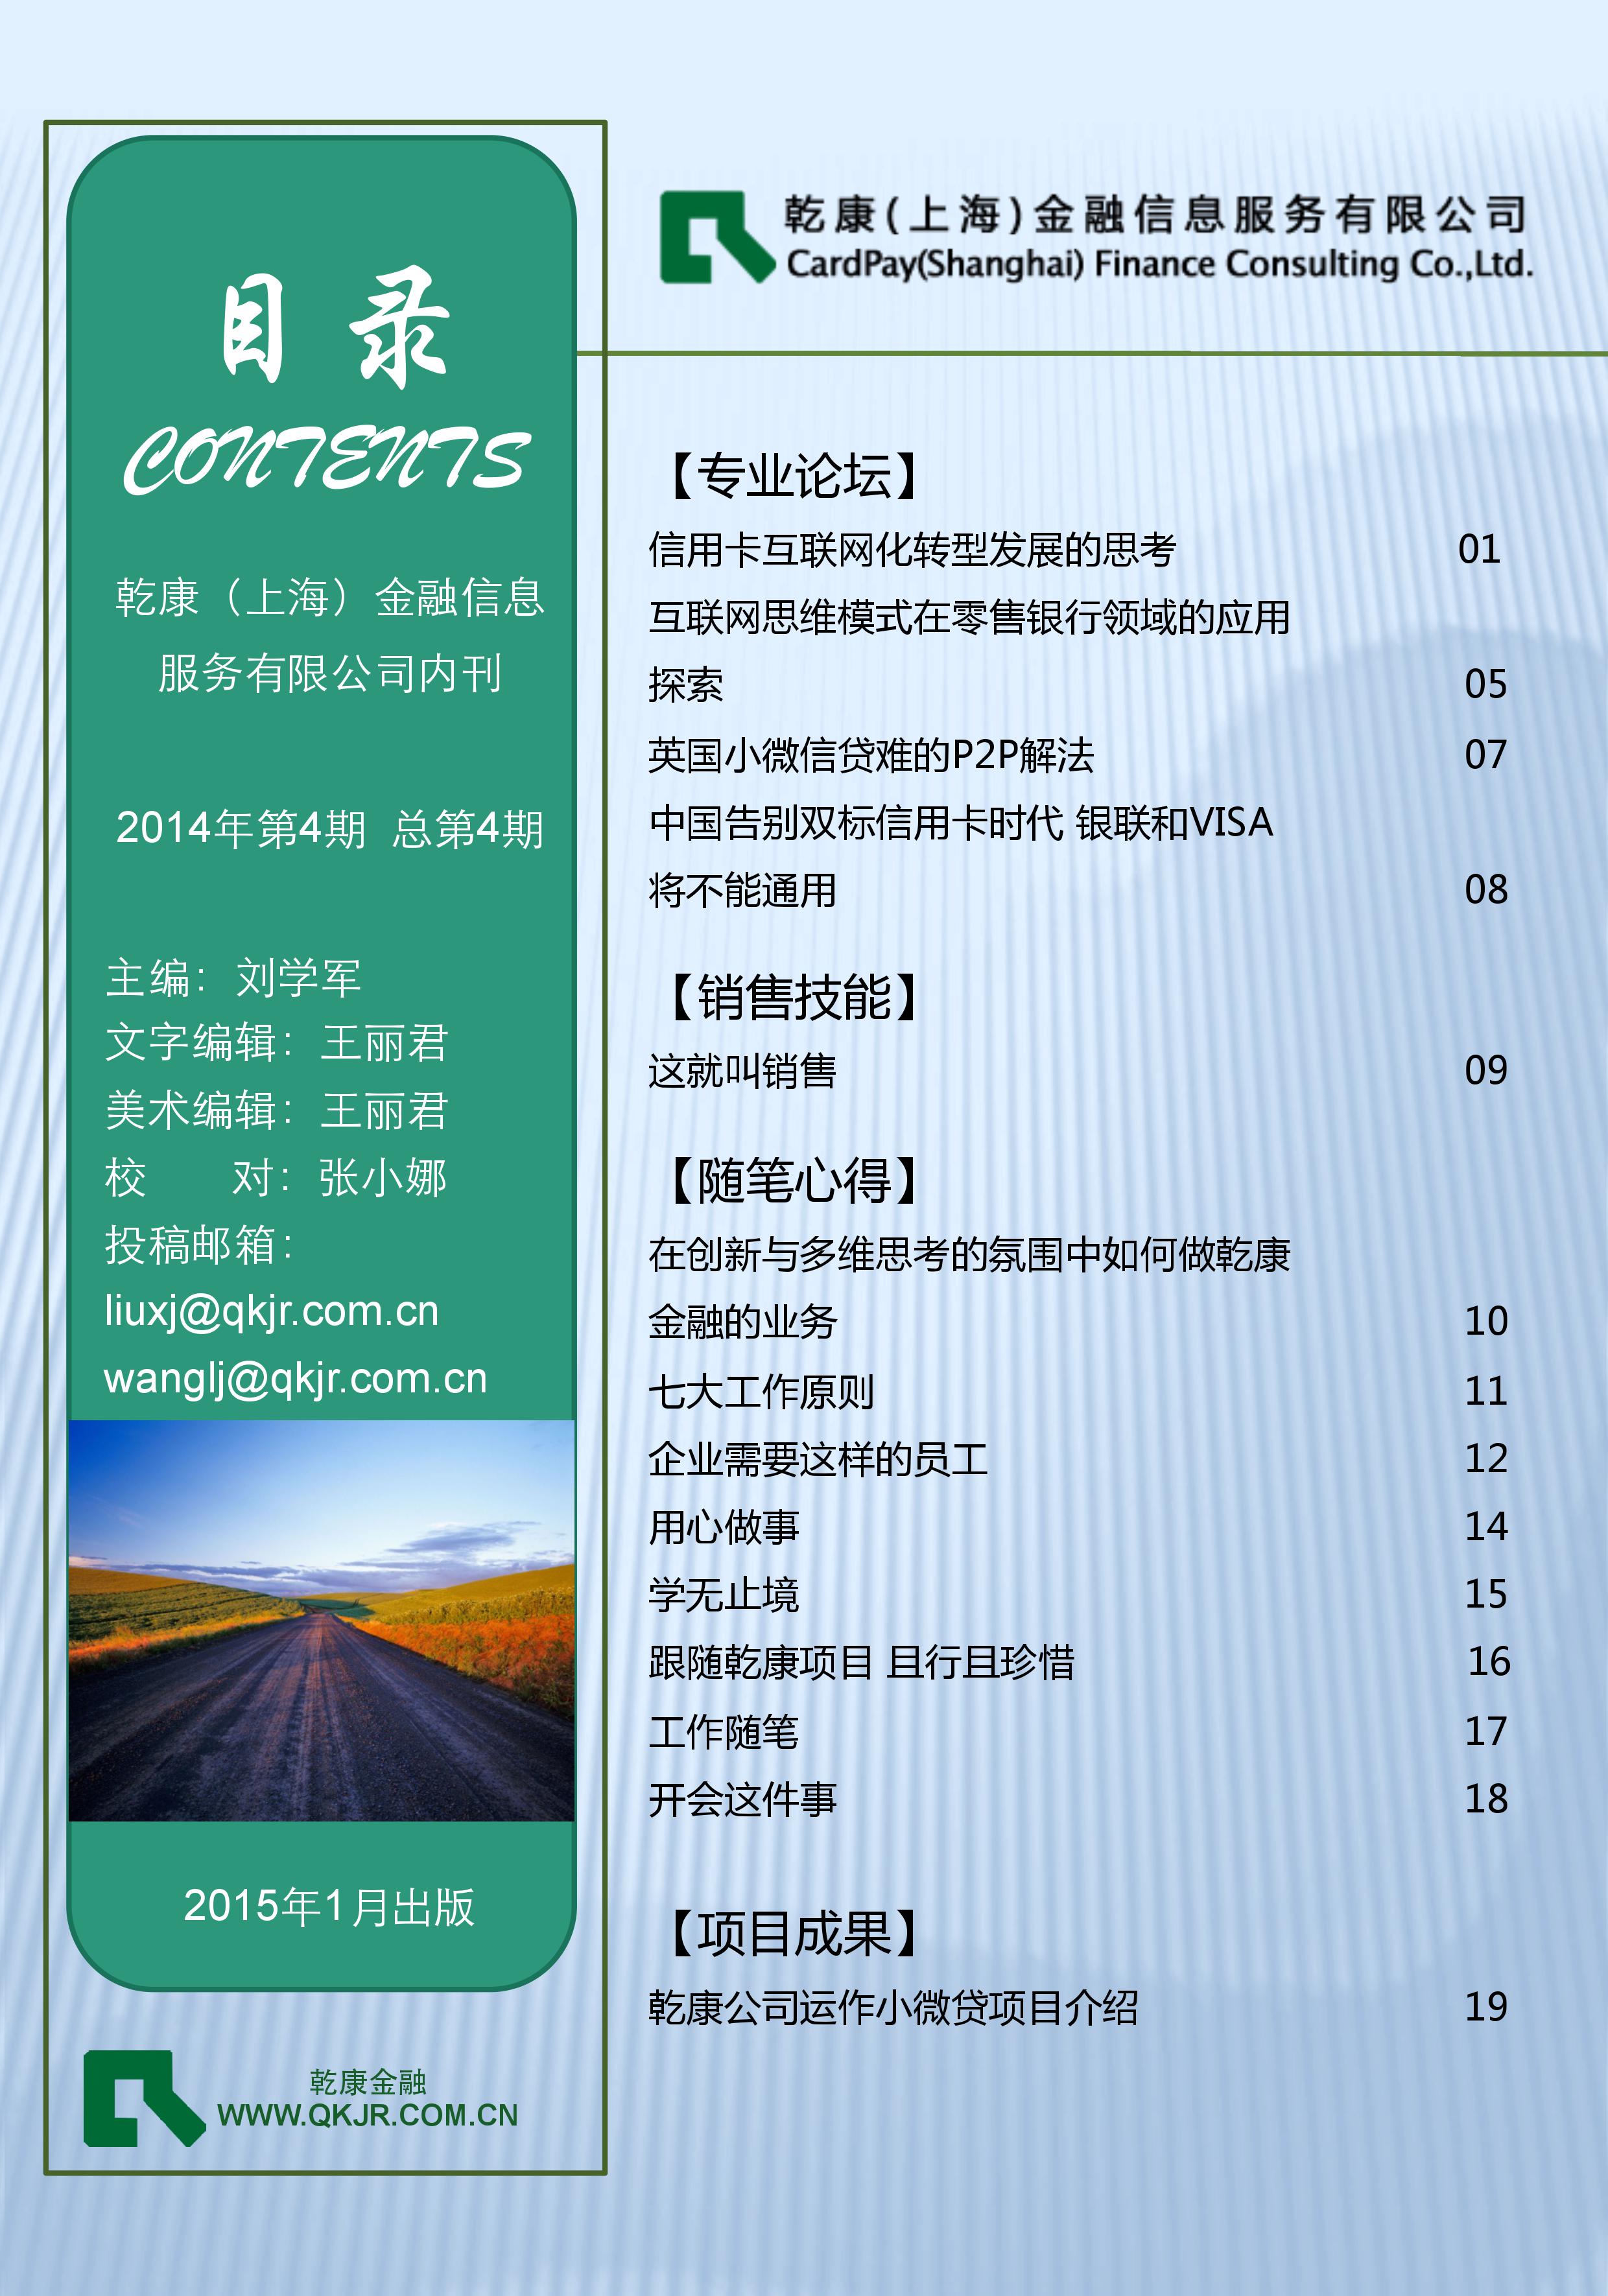 目 录
CONTENTS
乾康（上海）金融信息
服务有限公司内刊
2014年第4期 总第4期
主编：刘学军
文字编辑：王丽君
美术编辑：王丽君
校 对：张小娜
投稿邮箱：
liuxj@qkjr.com.cn
wanglj@qkjr.com.cn
2015年1月出版
乾康金融
WWW.QKJR.COM.CN
乾康(上海)金融信息服务有限公司
CardPay(Shanghai) Finance Consulting Co.,Ltd.
【专业论坛】
信用卡互联网化转型发展的思考 01
互联网思维模式在零售银行领域的应用
探索 05
英国小微信贷难的P2P解法 07
中国告别双标信用卡时代 银联和VISA
将不能通用 08
【销售技能】
这就叫销售 09
【随笔心得】
在创新与多维思考的氛围中如何做乾康
金融的业务 10
七大工作原则 11
企业需要这样的员工 12
用心做事 14
学无止境 15
跟随乾康项目 且行且珍惜 16
工作随笔 17
开会这件事 18
【项目成果】
乾康公司运作小微贷项目介绍 19